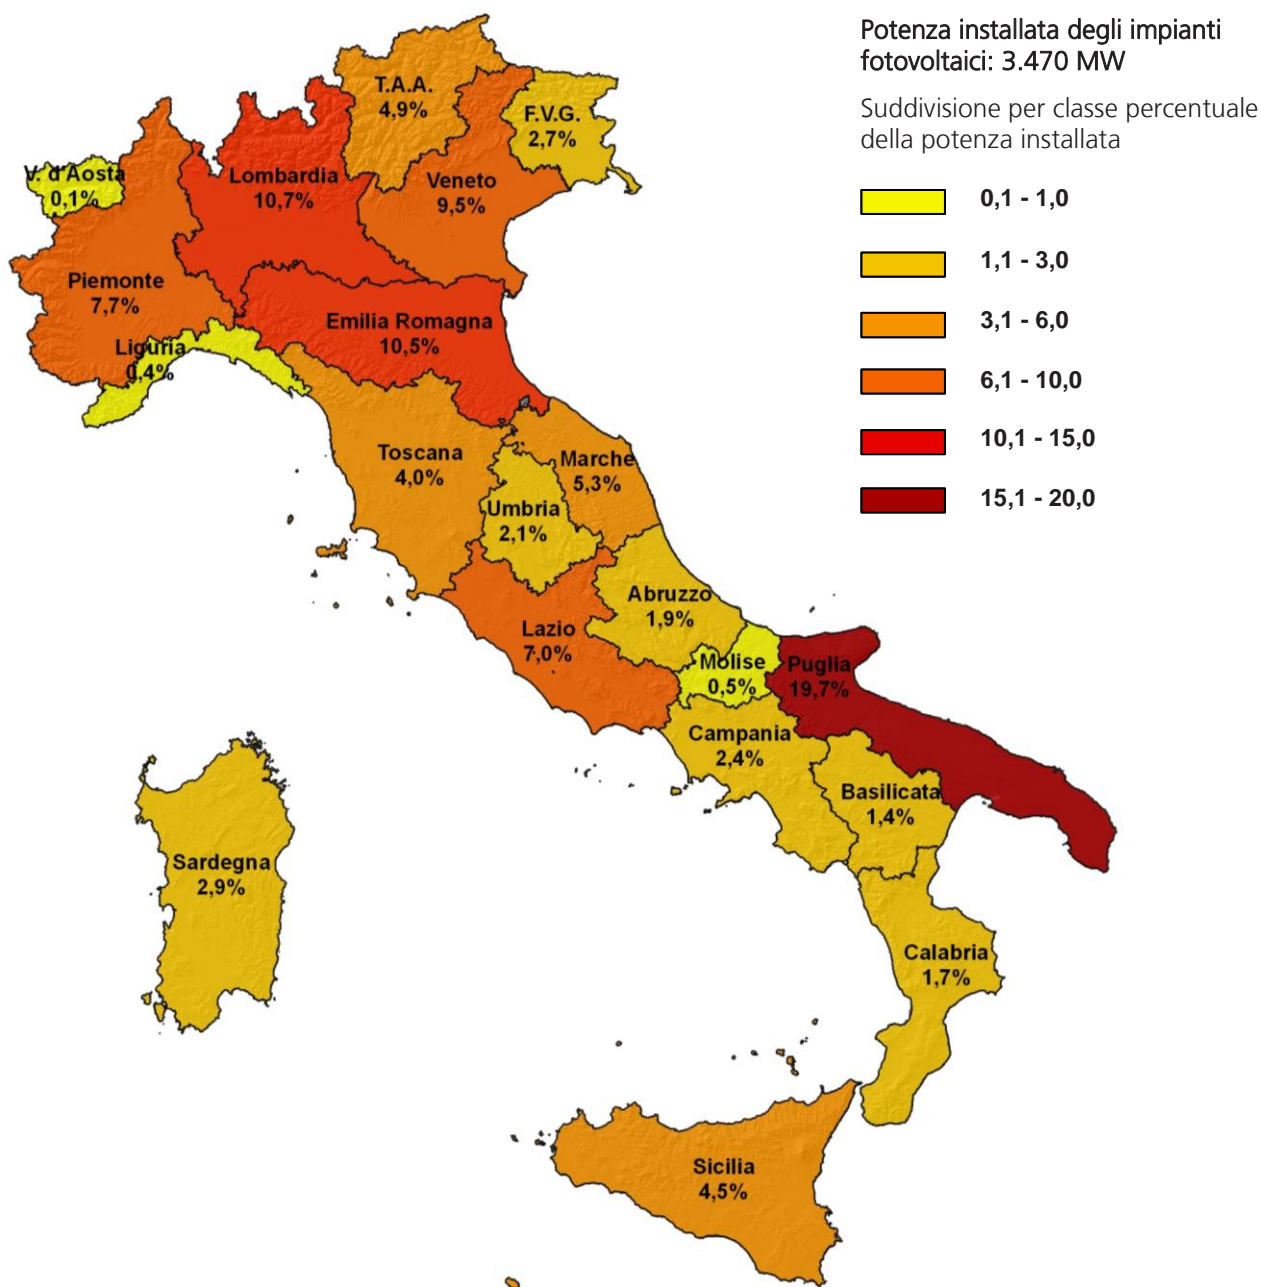 Potenza installata degli impianti
fotovoltaici: 3.470 MW
Suddivisione per classe percentuale
della potenza installata
0,1 - 1,0
1,1 - 3,0
3,1 - 6,0
6,1 - 10,0
10,1 - 15,0
15,1 - 20,0
T.A.A.
4,9%
F.V.G.
2,7%
V. d'Aosta
0,1%
Lombardia
10,7%
Veneto
9,5%
Piemonte
7,7%
Emilia Romagna
10,5%
Liguria
0,4%
Toscana
4,0%
Marche
5,3%
Umbria
2,1%
Abruzzo
1,9%
Lazio
7,0%
Molise
0,5%
Puglia
19,7%
Campania
2,4%
Basilicata
1,4%
Sardegna
2,9%
Calabria
1,7%
Sicilia
4,5%